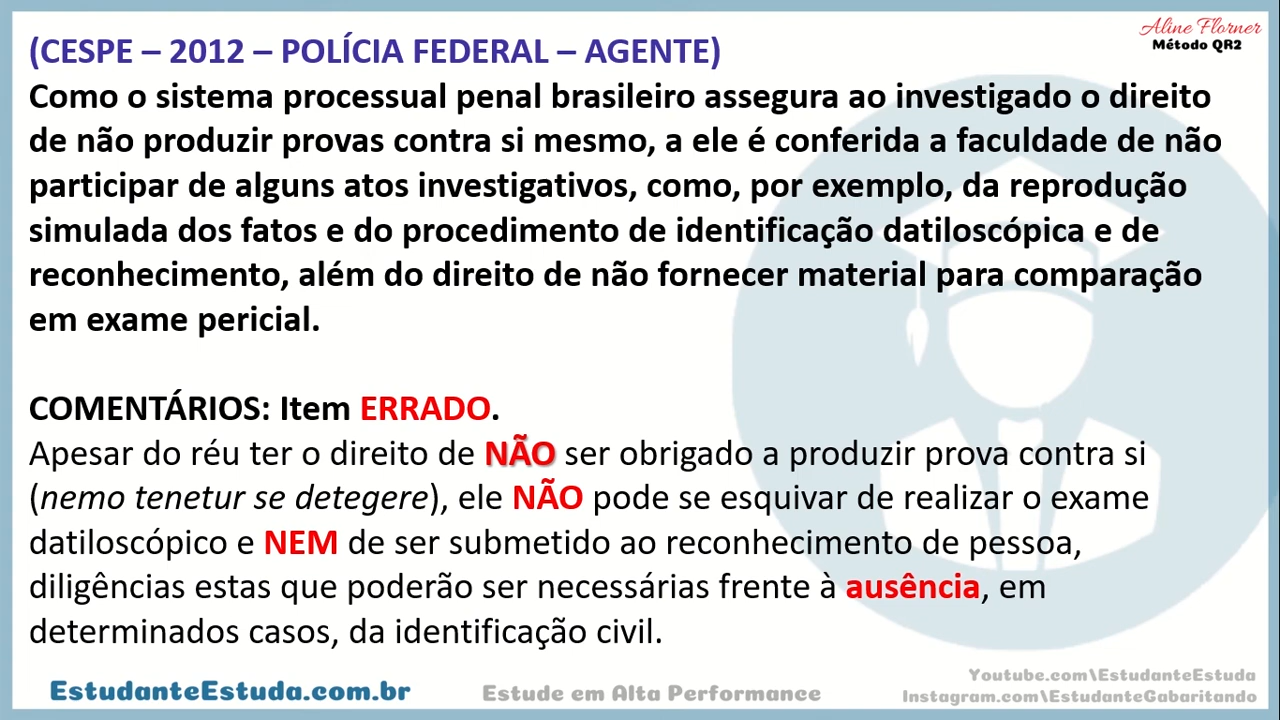 Aline Florner
Método QR2
(CESPE – 2012 – POLÍCIA FEDERAL – AGENTE)
Como o sistema processual penal brasileiro assegura ao investigado o direito
de não produzir provas contra si mesmo, a ele é conferida a faculdade de não
participar de alguns atos investigativos, como, por exemplo, da reprodução
simulada dos fatos e do procedimento de identificação datiloscópica e de
reconhecimento, além do direito de não fornecer material para comparação
em exame pericial.
COMENTÁRIOS: Item ERRADO.
Apesar do réu ter o direito de NÃO ser obrigado a produzir prova contra si
(nemo tenetur se detegere), ele NÃO pode se esquivar de realizar o exame
datiloscópico e NEM de ser submetido ao reconhecimento de pessoa,
diligências estas que poderão ser necessárias frente à ausência, em
determinados casos, da identificação civil.
EstudanteEstuda.com.br
Estude em Alta Performance
Youtube.com\EstudanteEstuda
Instagram.com\EstudanteGabaritando